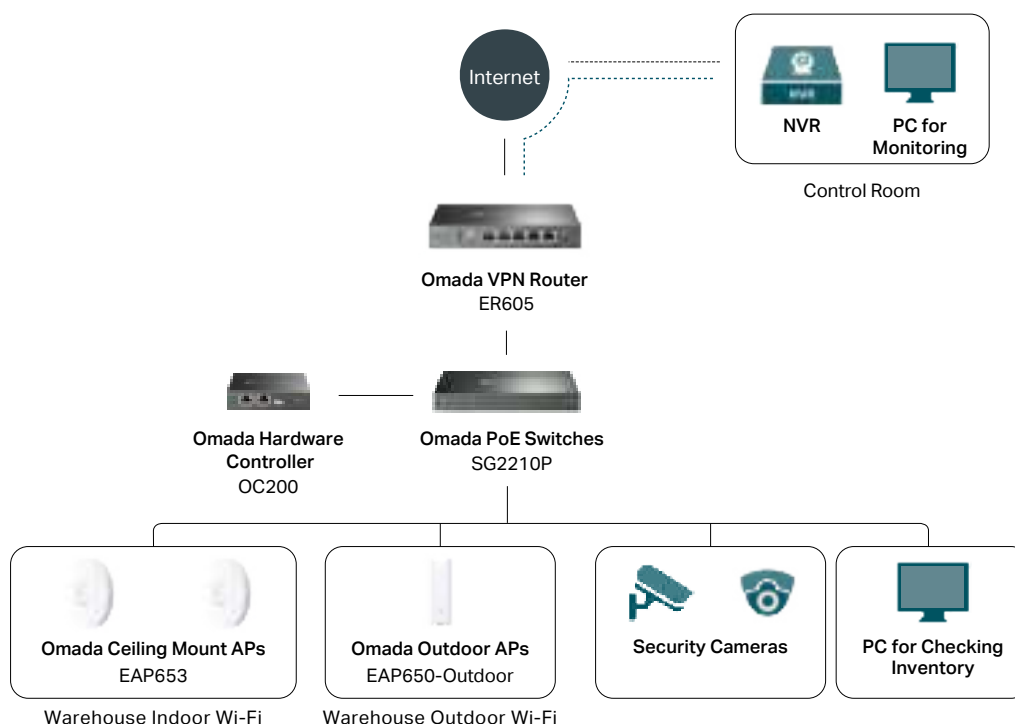 Internet
NVR
NVR
PC for
Monitoring
Control Room
Omada VPN Router
ER605
Omada Hardware
Controller
OC200
Omada PoE Switches
SG2210P
Omada Ceiling Mount APs
EAP653
Omada Outdoor APs
EAP650-Outdoor
Security Cameras
PC for Checking
Inventory
Warehouse Indoor Wi-Fi
Warehouse Outdoor Wi-Fi